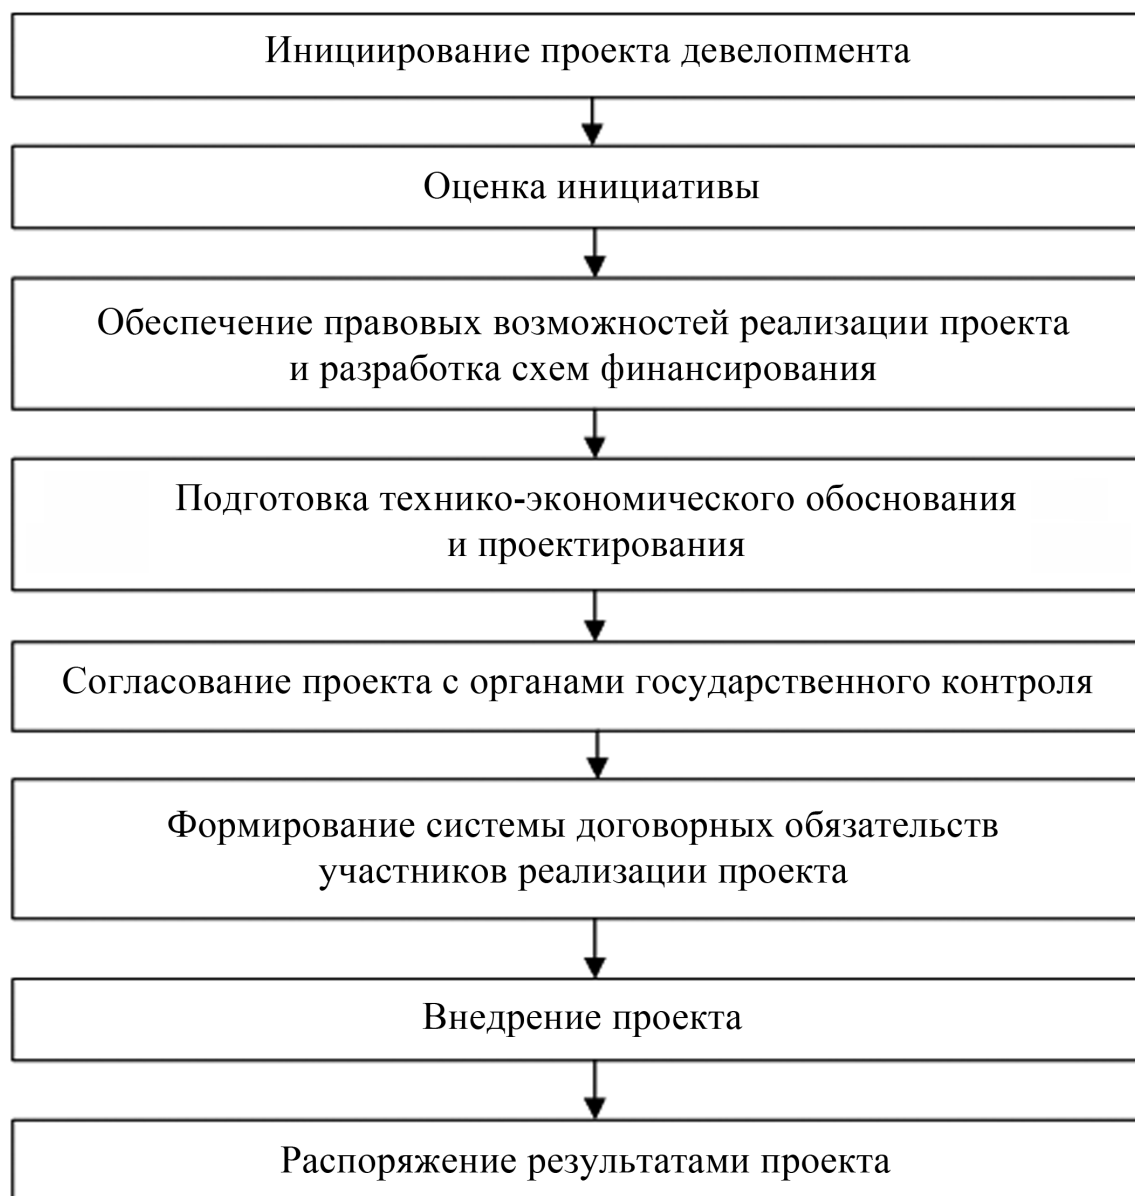 Инициирование проекта девелопмента
Оценка инициативы
Обеспечение правовых возможностей реализации проекта
и разработка схем финансирования
Подготовка технико-экономического обоснования
и проектирования
Согласование проекта с органами государственного контроля
Формирование системы договорных обязательств
участников реализации проекта
Внедрение проекта
Распоряжение результатами проекта